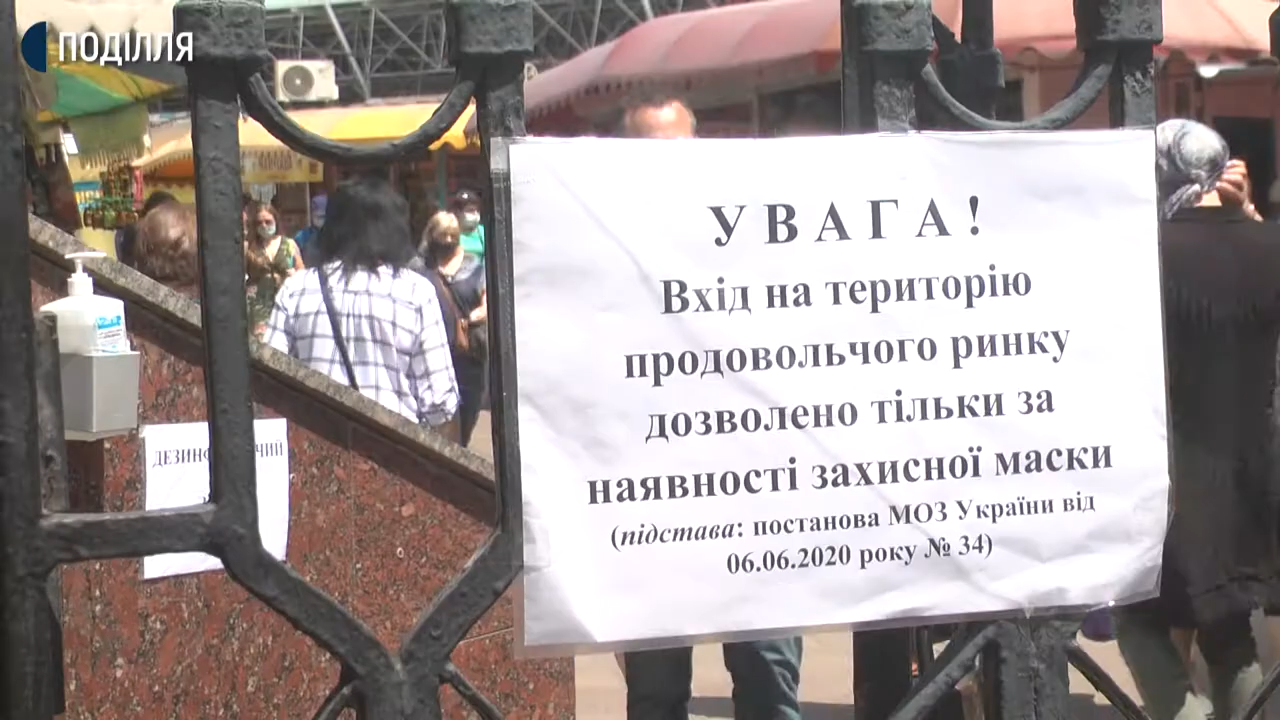 ПОДІЛЛЯ
УВАГА!
Вхід на територію
продовольчого ринку
дозволено тільки за
наявності захисної маски
(підстава: постанова МОЗ України від
06.06.2020 року № 34)